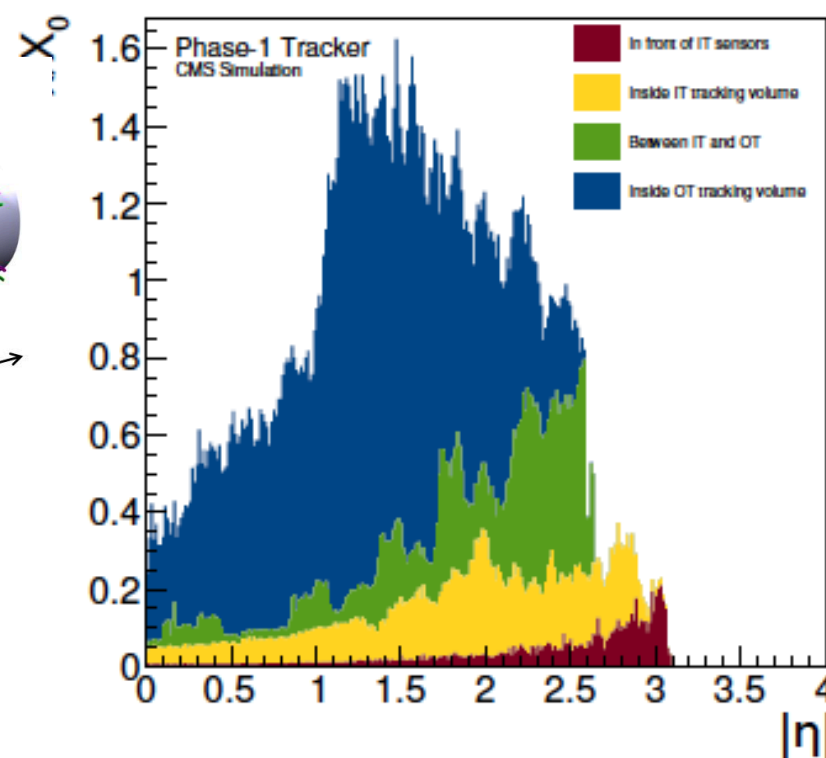 X0
Phase-1 Tracker
CMS Simulation
In front of IT sensors
Inside IT tracking volume
Between IT and OT
Inside OT tracking volume
1.6
1.4
1.2
1
0.8
0.6
0.4
0.2
0
0 0.5 1 1.5 2 2.5 3 3.5 4
|η|